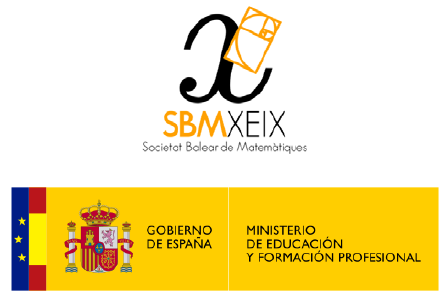 SBMXEIX
Societat Balear de Matemàtiques
GOBIERNO
DE ESPAÑA
MINISTERIO
DE EDUCACIÓN
Y FORMACIÓN PROFESIONAL